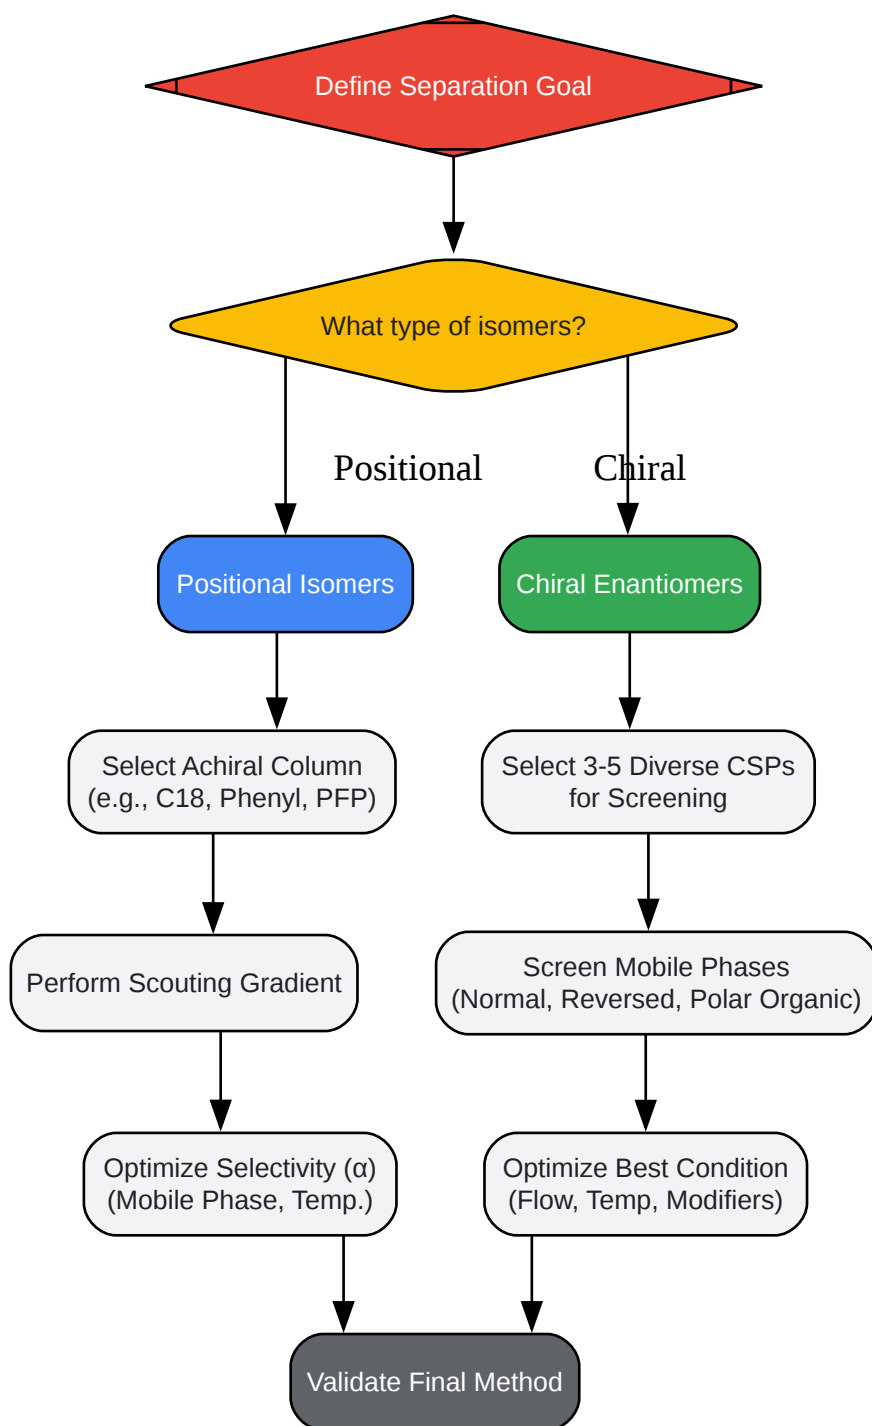 Define Separation Goal
What type of isomers?
Positional
Chiral
Positional Isomers
Chiral Enantiomers
Select Achiral Column
(e.g., C18, Phenyl, PFP)
Select 3-5 Diverse CSPs
for Screening
Perform Scouting Gradient
Screen Mobile Phases
(Normal, Reversed, Polar Organic)
Optimize Selectivity (α)
(Mobile Phase, Temp.)
Optimize Best Condition
(Flow, Temp, Modifiers)
Validate Final Method